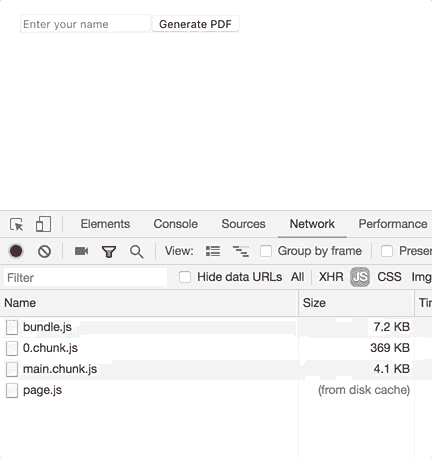 Enter your name Generate PDF
Elements Console Sources Network Performance
View: Group by frame Preser
Filter Hide data URLs All XHR JS CSS Img
Name Size Tir
bundle.js 7.2 KB
0.chunk.js 369 KB
main.chunk.js 4.1 KB
page.js (from disk cache)